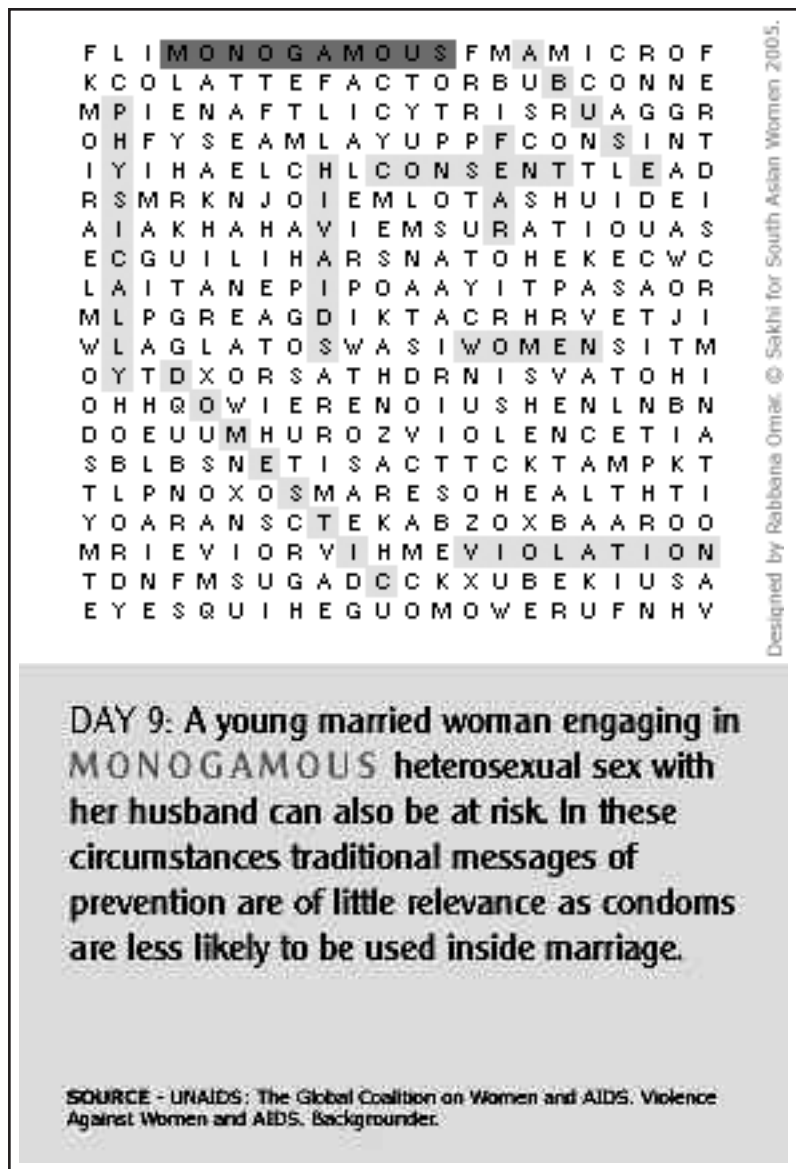 F L I M O N O G A M O U S F M A M I C R O F
K C O L A T T E F A C T O R B U B C O N N E
M P I E N A F T L I C Y T R I S R U A G G R
O H F Y S E A M L A Y U P P F C O N S I N T
I Y I H A E L C H L C O N S E N T T L E A D
R S M R K N J O I E M L O T A S H U I D E I
A I A K H A H A V I E M S U R A T I O U A S
E C G U I L I H A R S N A T O H E K E C W C
L A I T A N E P I P O A A Y I T P A S A O R
M L P G R E A G D I K T A C R H R V E T J I
W L A G L A T O S W A S I W O M E N S I T M
O Y T D X O R S A T H D R N I S V A T O H I
O H H Q O W I E R E N O I U S H E N L N B N
D O E U U M H U R O Z V I O L E N C E T I A
S B L B S N E T I S A C T T C K T A M P K T
T L P N O X O S M A R E S O H E A L T H T I
Y O A R A N S C T E K A B Z O X B A A R O O
M R I E V I O R V I H M E V I O L A T I O N
T D N F M S U G A D C C K X U B E K I U S A
E Y E S Q U I H E G U O M O W E R U F N H V
Designed by Rabbana Omar. © Sakhi for South Asian Women 2005.
DAY 9: A young married woman engaging in
MONOGAMOUS heterosexual sex with
her husband can also be at risk. In these
circumstances traditional messages of
prevention are of little relevance as condoms
are less likely to be used inside marriage.
SOURCE - UNAIDS: The Global Coalition on Women and AIDS. Violence
Against Women and AIDS. Backgrounder.